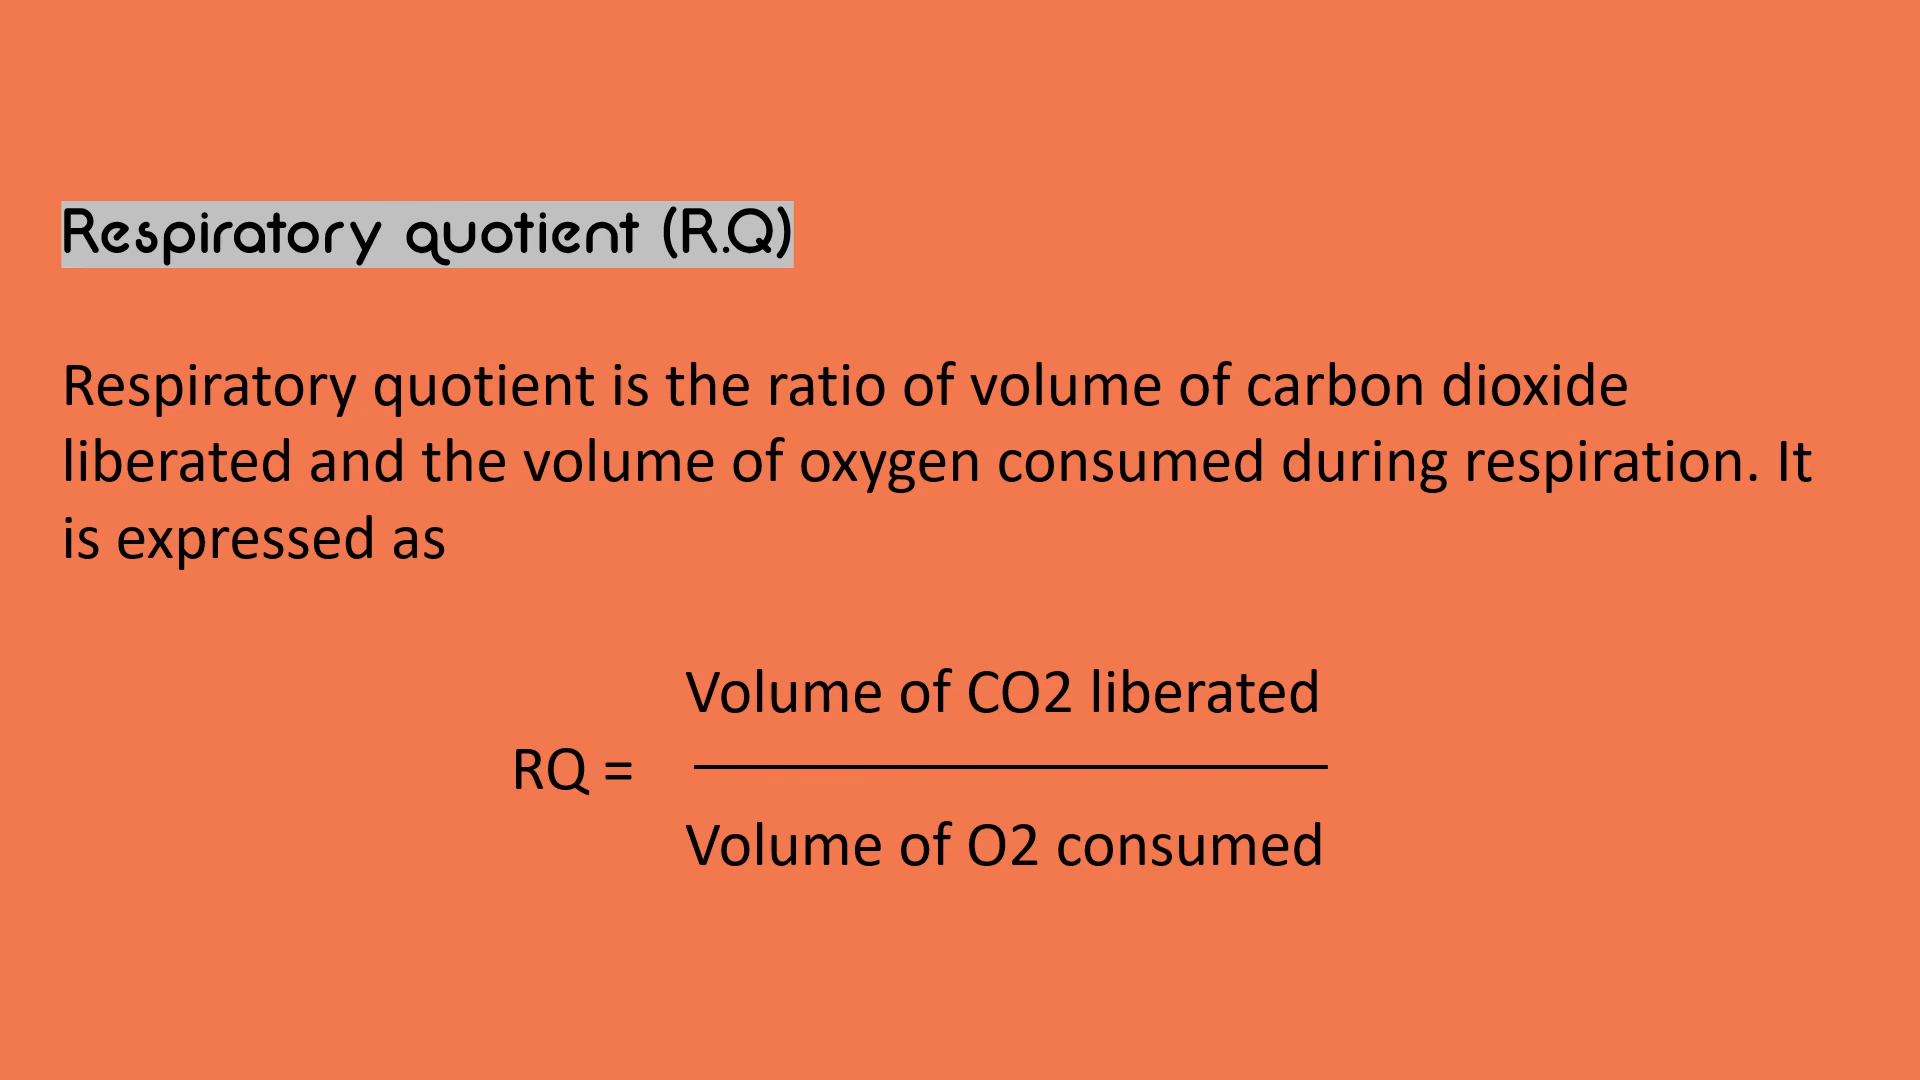 Respiratory quotient (R.Q)
Respiratory quotient is the ratio of volume of carbon dioxide
liberated and the volume of oxygen consumed during respiration. It
is expressed as
Volume of CO2 liberated
RQ =
Volume of O2 consumed